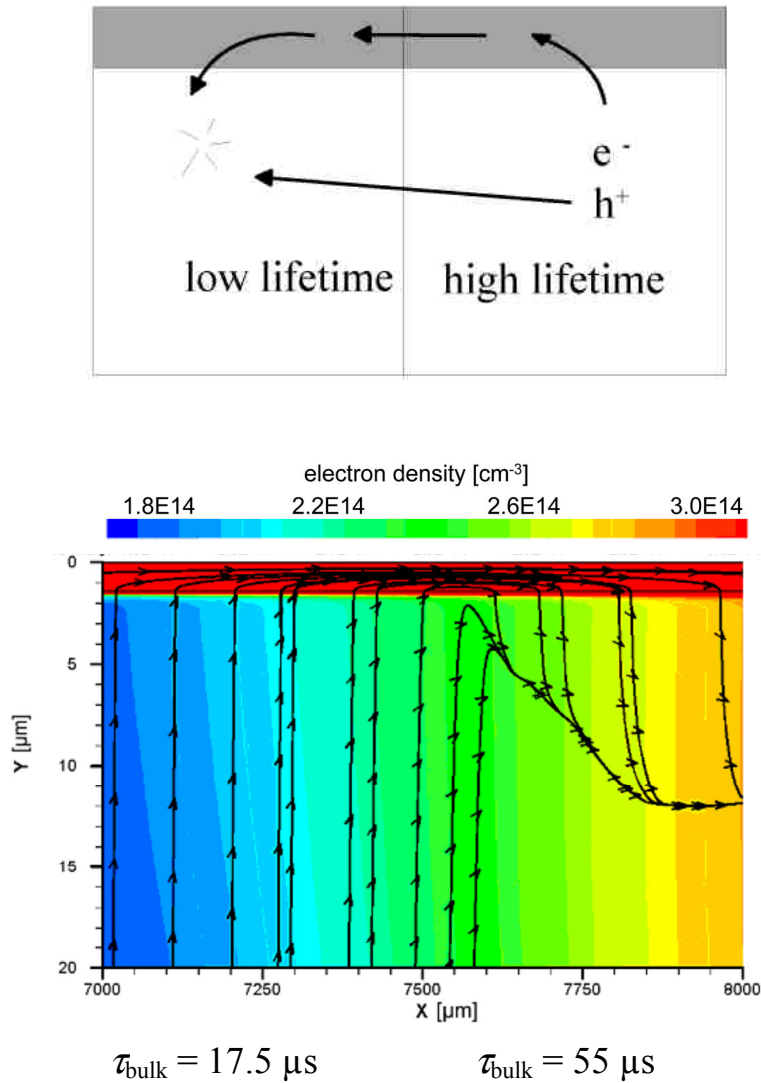 e -
h+
low lifetime high lifetime
electron density [cm-3]
1.8E14 2.2E14 2.6E14 3.0E14
0
5
10
15
20
Y [µm]
7000 7250 7500 7750 8000
X [µm]
τbulk = 17.5 µs τbulk = 55 µs